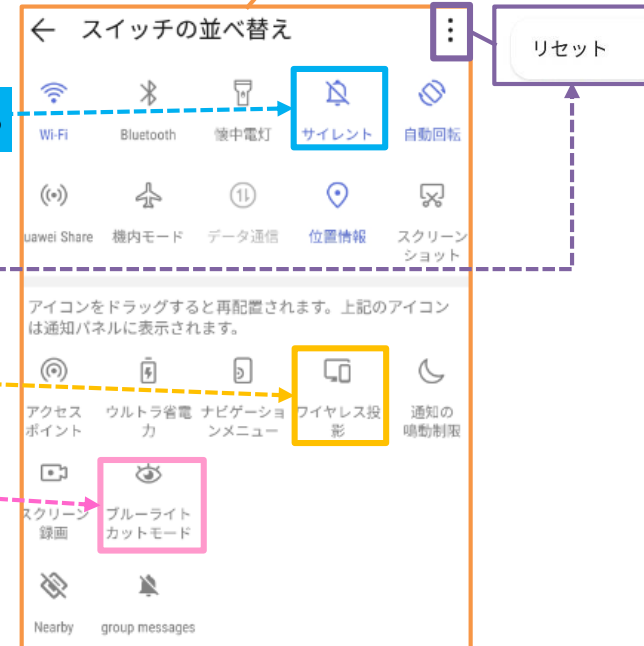 スイッチの並べ替え
リセット
Wi-Fi Bluetooth 懐中電灯 サイレント 自動回転
uawei Share 機内モード データ通信 位置情報 スクリーン
ショット
アイコンをドラッグすると再配置されます。上記のアイコン
は通知パネルに表示されます。
アクセス ウルトラ省電 ナビゲーショ ワイヤレス投 通知の
ポイント 力 ンメニュー 影 鳴動制限
スクリーン ブルーライト
録画 カットモード
Nearby group messages